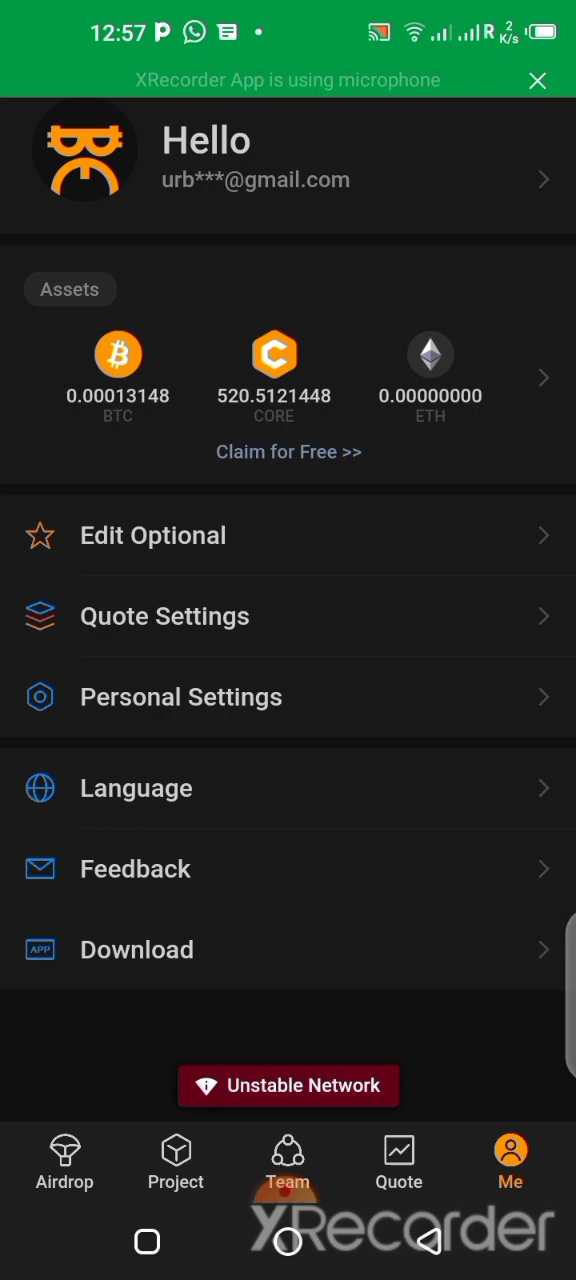 12:57
R 2 K/s
XRecorder App is using microphone
Hello
urb***@gmail.com
Assets
0.00013148 520.5121448 0.00000000
BTC CORE ETH
Claim for Free >>
Edit Optional
Quote Settings
Personal Settings
Language
Feedback
APP Download
Unstable Network
Airdrop Project Team Quote Me
XRecorder